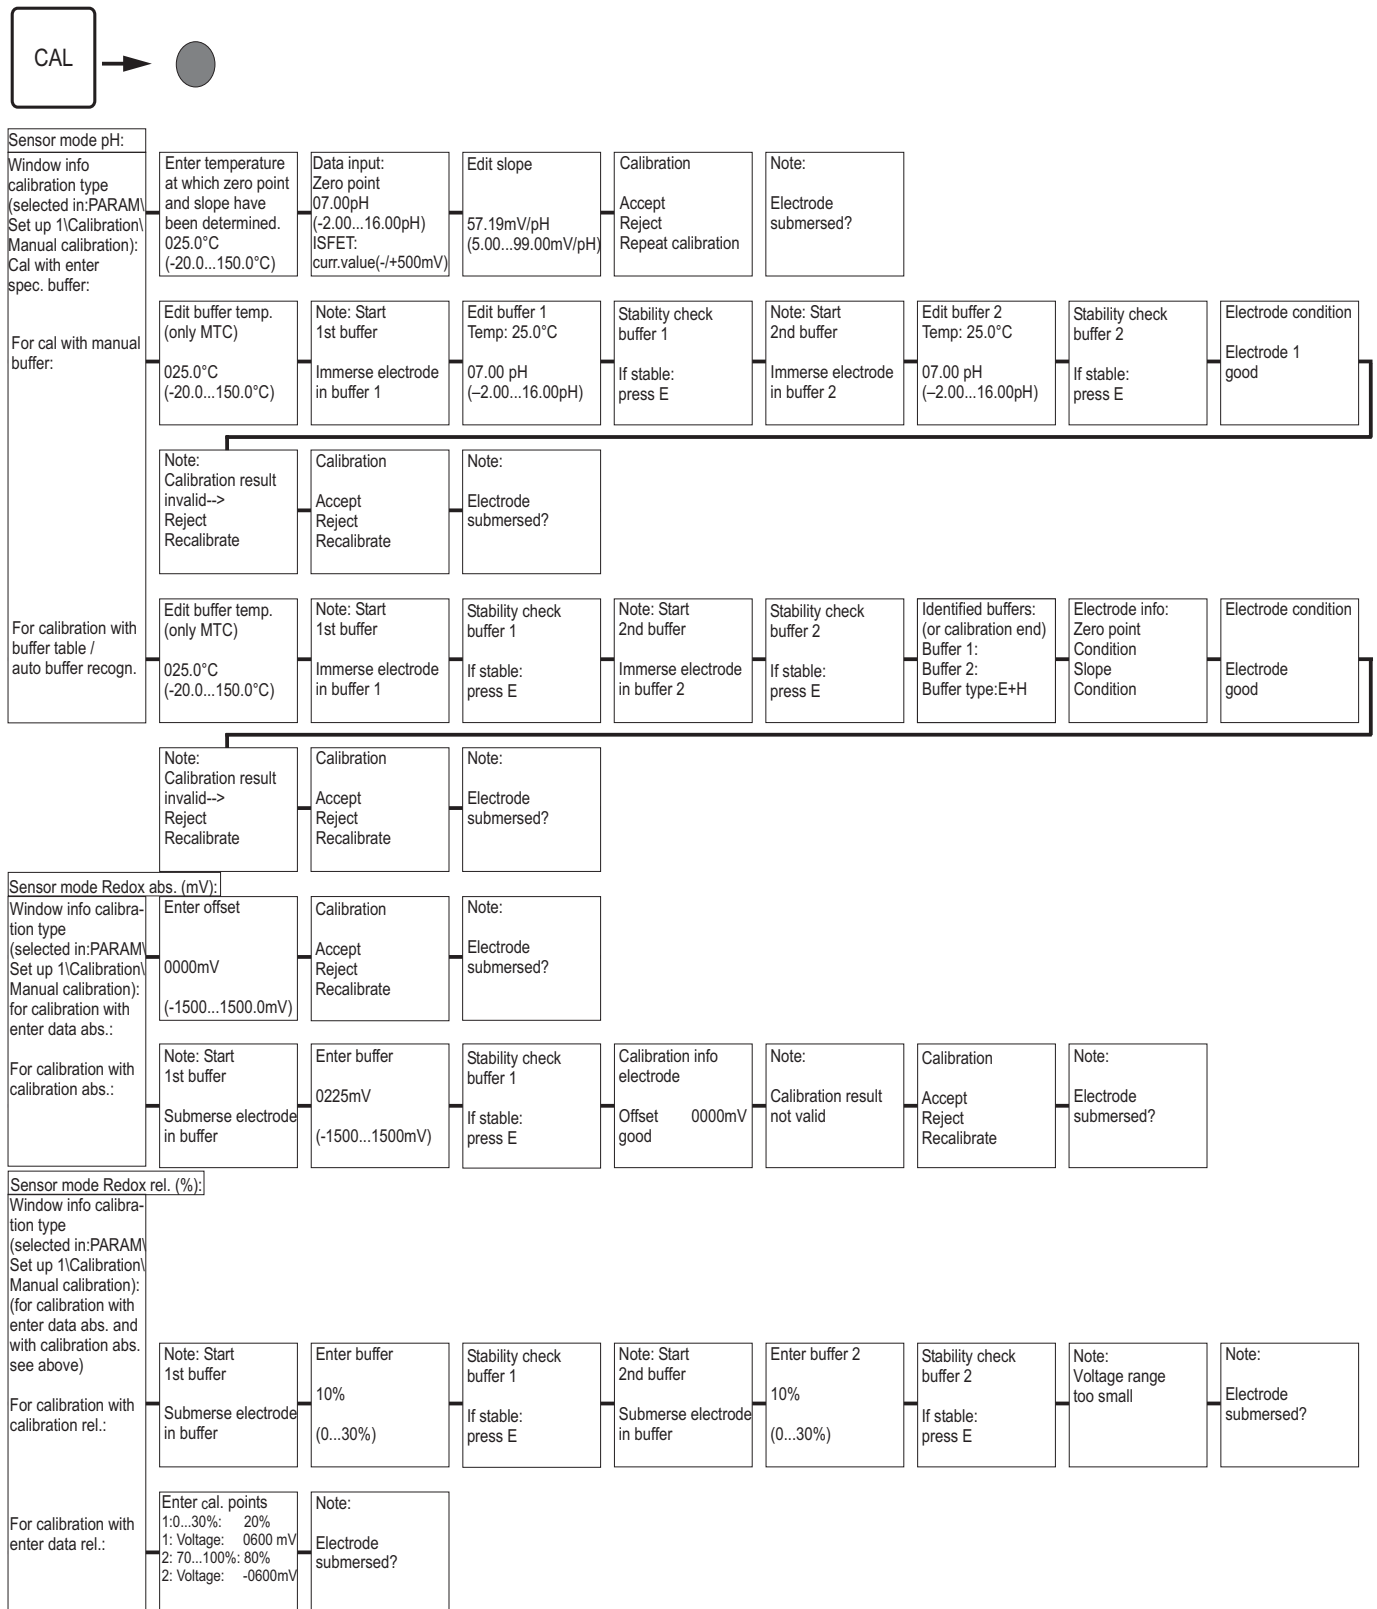 CAL
Sensor mode pH:
Window info
calibration type
(selected in:PARAM\
Set up 1\Calibration\
Manual calibration):
Cal with enter
spec. buffer:
Enter temperature
at which zero point
and slope have
been determined.
025.0°C
(-20.0...150.0°C)
Data input:
Zero point
07.00pH
(-2.00...16.00pH)
ISFET:
curr.value(-/+500mV)
Edit slope
57.19mV/pH
(5.00...99.00mV/pH)
Calibration
Accept
Reject
Repeat calibration
Note:
Electrode
submersed?
For cal with manual
buffer:
Edit buffer temp.
(only MTC)
025.0°C
(-20.0...150.0°C)
Note: Start
1st buffer
Immerse electrode
in buffer 1
Edit buffer 1
Temp: 25.0°C
07.00 pH
(–2.00...16.00pH)
Stability check
buffer 1
If stable:
press E
Note: Start
2nd buffer
Immerse electrode
in buffer 2
Edit buffer 2
Temp: 25.0°C
07.00 pH
(–2.00...16.00pH)
Stability check
buffer 2
If stable:
press E
Electrode condition
Electrode 1
good
Note:
Calibration result
invalid-->
Reject
Recalibrate
Calibration
Accept
Reject
Recalibrate
Note:
Electrode
submersed?
For calibration with
buffer table /
auto buffer recogn.
Edit buffer temp.
(only MTC)
025.0°C
(-20.0...150.0°C)
Note: Start
1st buffer
Immerse electrode
in buffer 1
Stability check
buffer 1
If stable:
press E
Note: Start
2nd buffer
Immerse electrode
in buffer 2
Stability check
buffer 2
If stable:
press E
Identified buffers:
(or calibration end)
Buffer 1:
Buffer 2:
Buffer type:E+H
Electrode info:
Zero point
Condition
Slope
Condition
Electrode condition
Electrode
good
Note:
Calibration result
invalid-->
Reject
Recalibrate
Calibration
Accept
Reject
Recalibrate
Note:
Electrode
submersed?
Sensor mode Redox abs. (mV):
Window info calibra-
tion type
(selected in:PARAM\
Set up 1\Calibration\
Manual calibration):
for calibration with
enter data abs.:
Enter offset
0000mV
(-1500...1500.0mV)
Calibration
Accept
Reject
Recalibrate
Note:
Electrode
submersed?
For calibration with
calibration abs.:
Note: Start
1st buffer
Submerse electrode
in buffer
Enter buffer
0225mV
(-1500...1500mV)
Stability check
buffer 1
If stable:
press E
Calibration info
electrode
Offset 0000mV
good
Note:
Calibration result
not valid
Calibration
Accept
Reject
Recalibrate
Note:
Electrode
submersed?
Sensor mode Redox rel. (%):
Window info calibra-
tion type
(selected in:PARAM\
Set up 1\Calibration\
Manual calibration):
(for calibration with
enter data abs. and
with calibration abs.
see above)
For calibration with
calibration rel.:
Note: Start
1st buffer
Submerse electrode
in buffer
Enter buffer
10%
(0...30%)
Stability check
buffer 1
If stable:
press E
Note: Start
2nd buffer
Submerse electrode
in buffer
Enter buffer 2
10%
(0...30%)
Stability check
buffer 2
If stable:
press E
Note:
Voltage range
too small
Note:
Electrode
submersed?
For calibration with
enter data rel.:
Enter cal. points
1:0...30%: 20%
1: Voltage: 0600 mV
2: 70...100%: 80%
2: Voltage: -0600mV
Note:
Electrode
submersed?